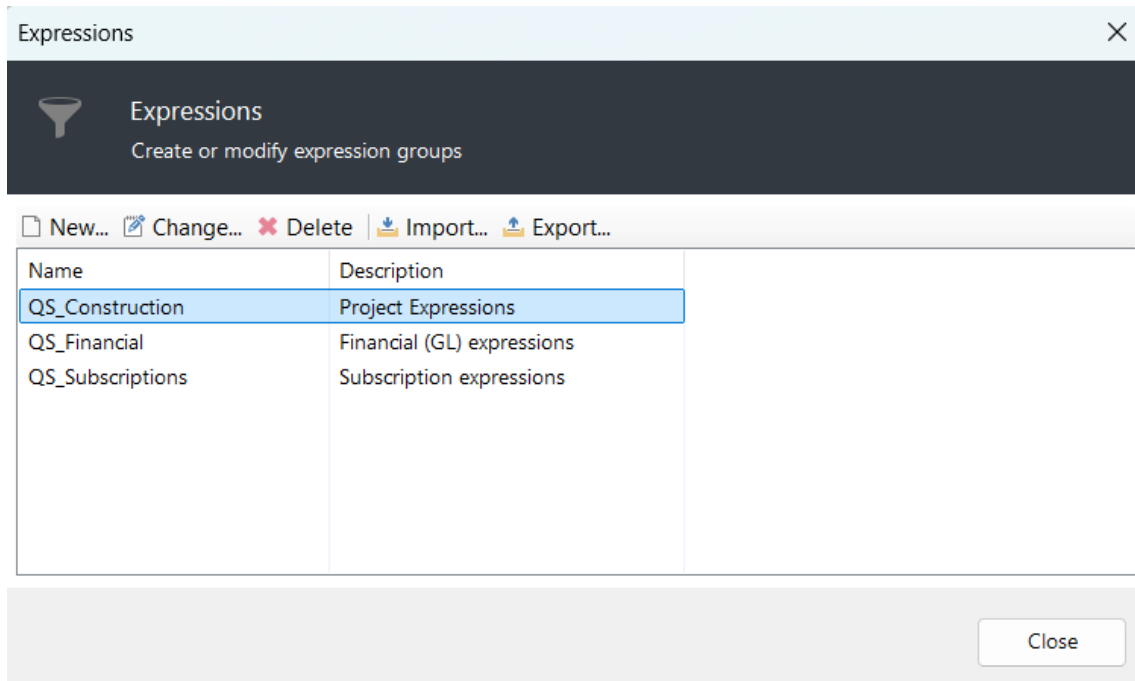 Expressions
Expressions
Create or modify expression groups
New... Change... Delete Import... Export...
Name Description
QS_Construction Project Expressions
QS_Financial Financial (GL) expressions
QS_Subscriptions Subscription expressions
Close